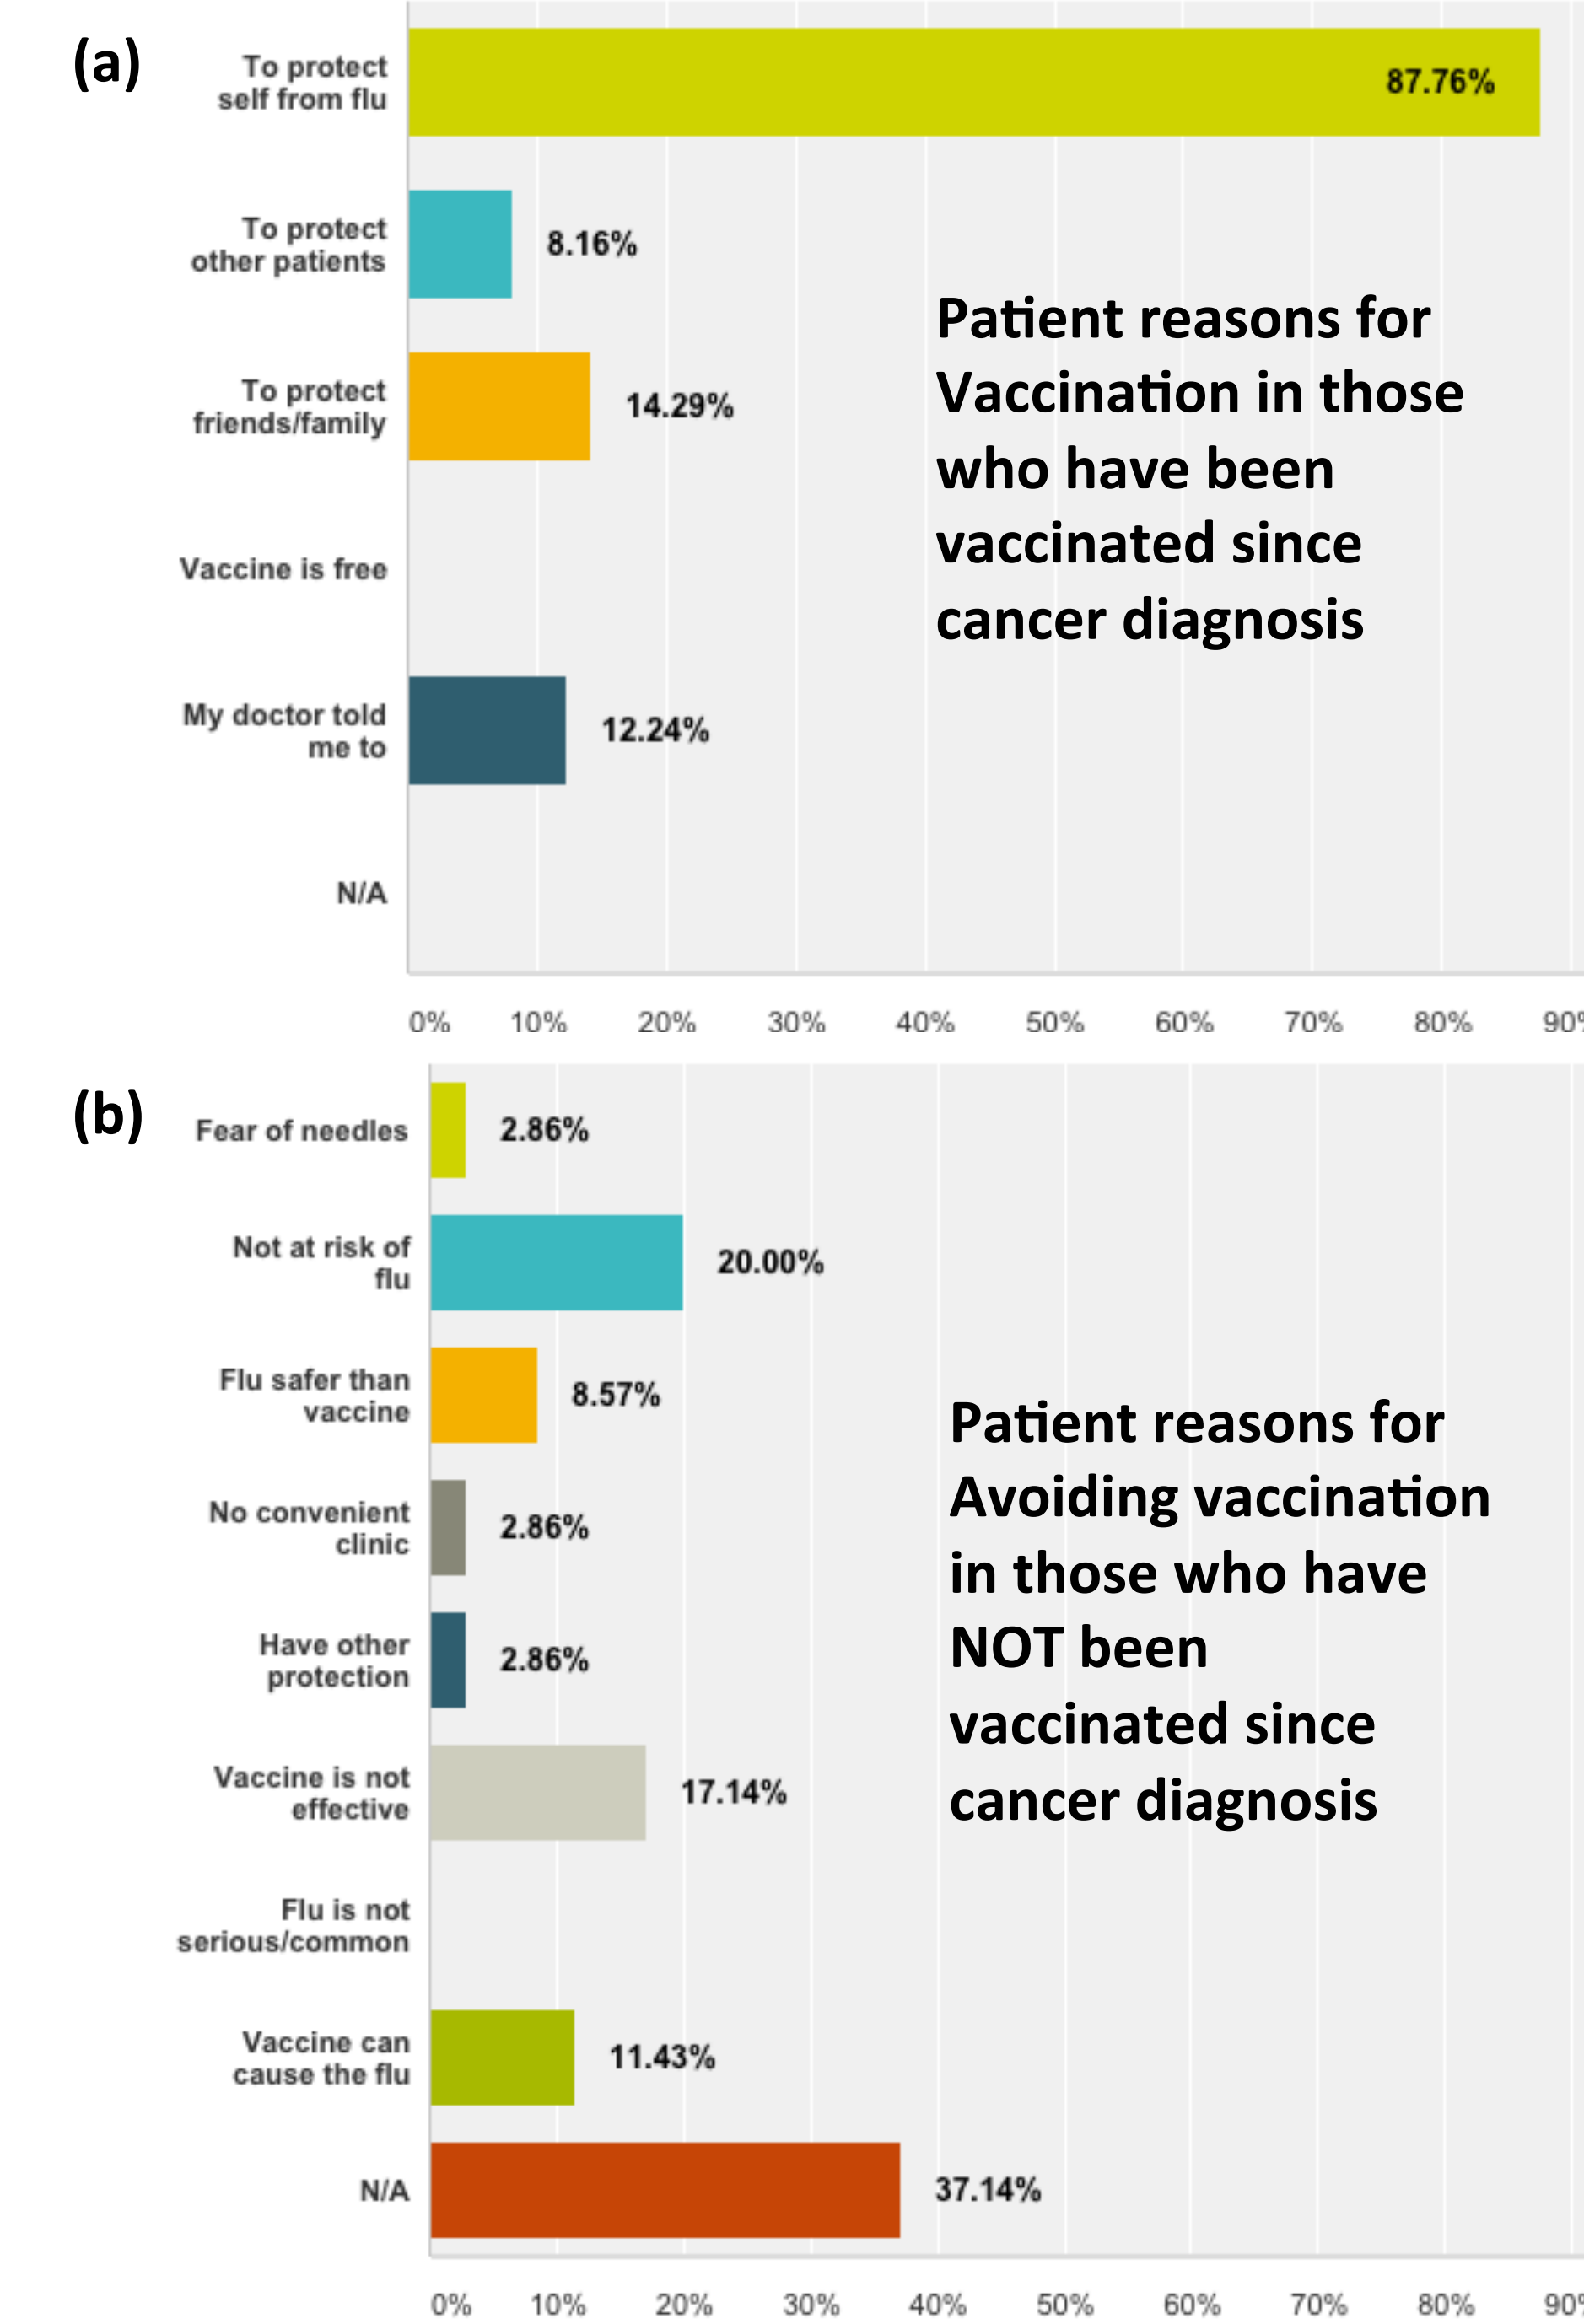 (a)
To protect
self from flu
87.76%
To protect
other patients
8.16%
To protect
friends/family
14.29%
Vaccine is free
My doctor told
me to
12.24%
N/A
Patient reasons for
Vaccination in those
who have been
vaccinated since
cancer diagnosis
0% 10% 20% 30% 40% 50% 60% 70% 80% 90%
(b)
Fear of needles
2.86%
Not at risk of
flu
20.00%
Flu safer than
vaccine
8.57%
No convenient
clinic
2.86%
Have other
protection
2.86%
Vaccine is not
effective
17.14%
Flu is not
serious/common
Vaccine can
cause the flu
11.43%
N/A
37.14%
Patient reasons for
Avoiding vaccination
in those who have
NOT been
vaccinated since
cancer diagnosis
0% 10% 20% 30% 40% 50% 60% 70% 80% 90%